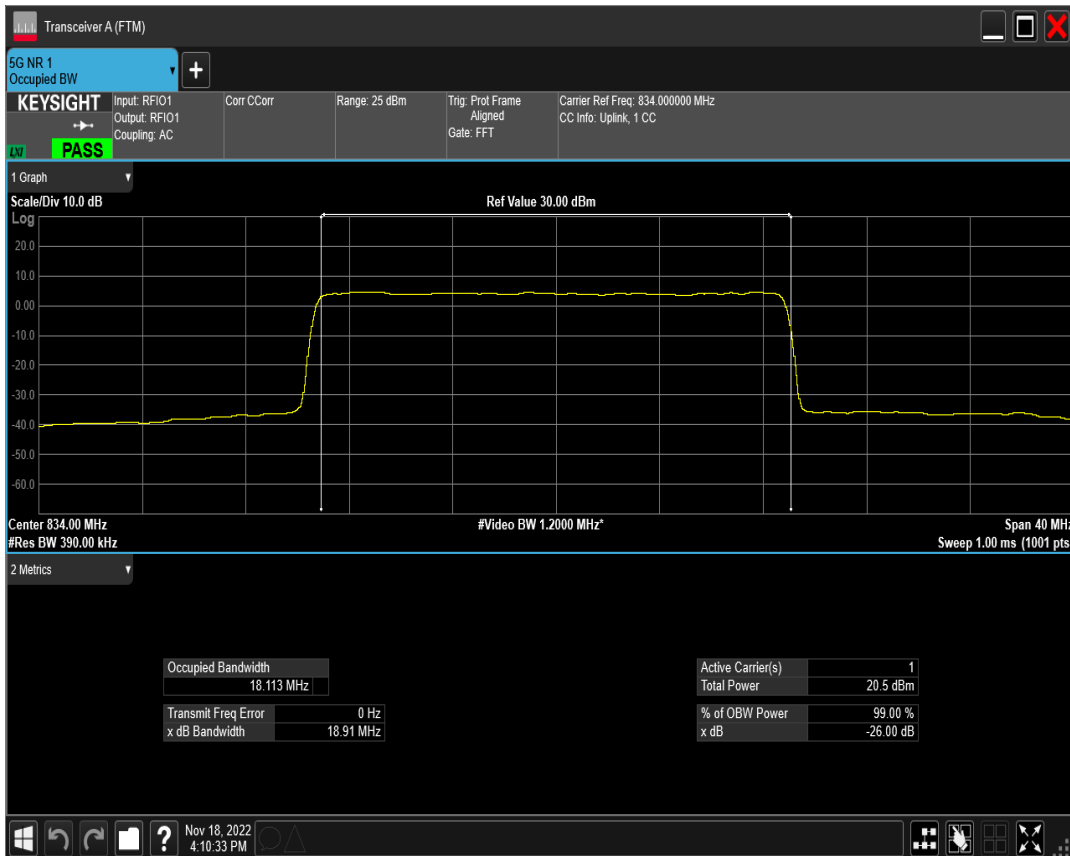 Transceiver A (FTM)
5G NR 1
Occupied BW
+
KEYSIGHT
LXI
PASS
Input: RFIO1
Output: RFIO1
Coupling: AC
Corr CCorr
Range: 25 dBm
Trig: Prot Frame
Aligned
Gate: FFT
Carrier Ref Freq: 834.000000 MHz
CC Info: Uplink, 1 CC
1 Graph
Scale/Div 10.0 dB
Ref Value 30.00 dBm
Log
20.0
10.0
0.00
-10.0
-20.0
-30.0
-40.0
-50.0
-60.0
Center 834.00 MHz
#Video BW 1.2000 MHz*
Span 40 MHz
#Res BW 390.00 kHz
Sweep 1.00 ms (1001 pts
2 Metrics
Occupied Bandwidth
18.113 MHz
Transmit Freq Error 0 Hz
x dB Bandwidth 18.91 MHz
Active Carrier(s) 1
Total Power 20.5 dBm
% of OBW Power 99.00 %
x dB -26.00 dB
?
Nov 18, 2022
4:10:33 PM